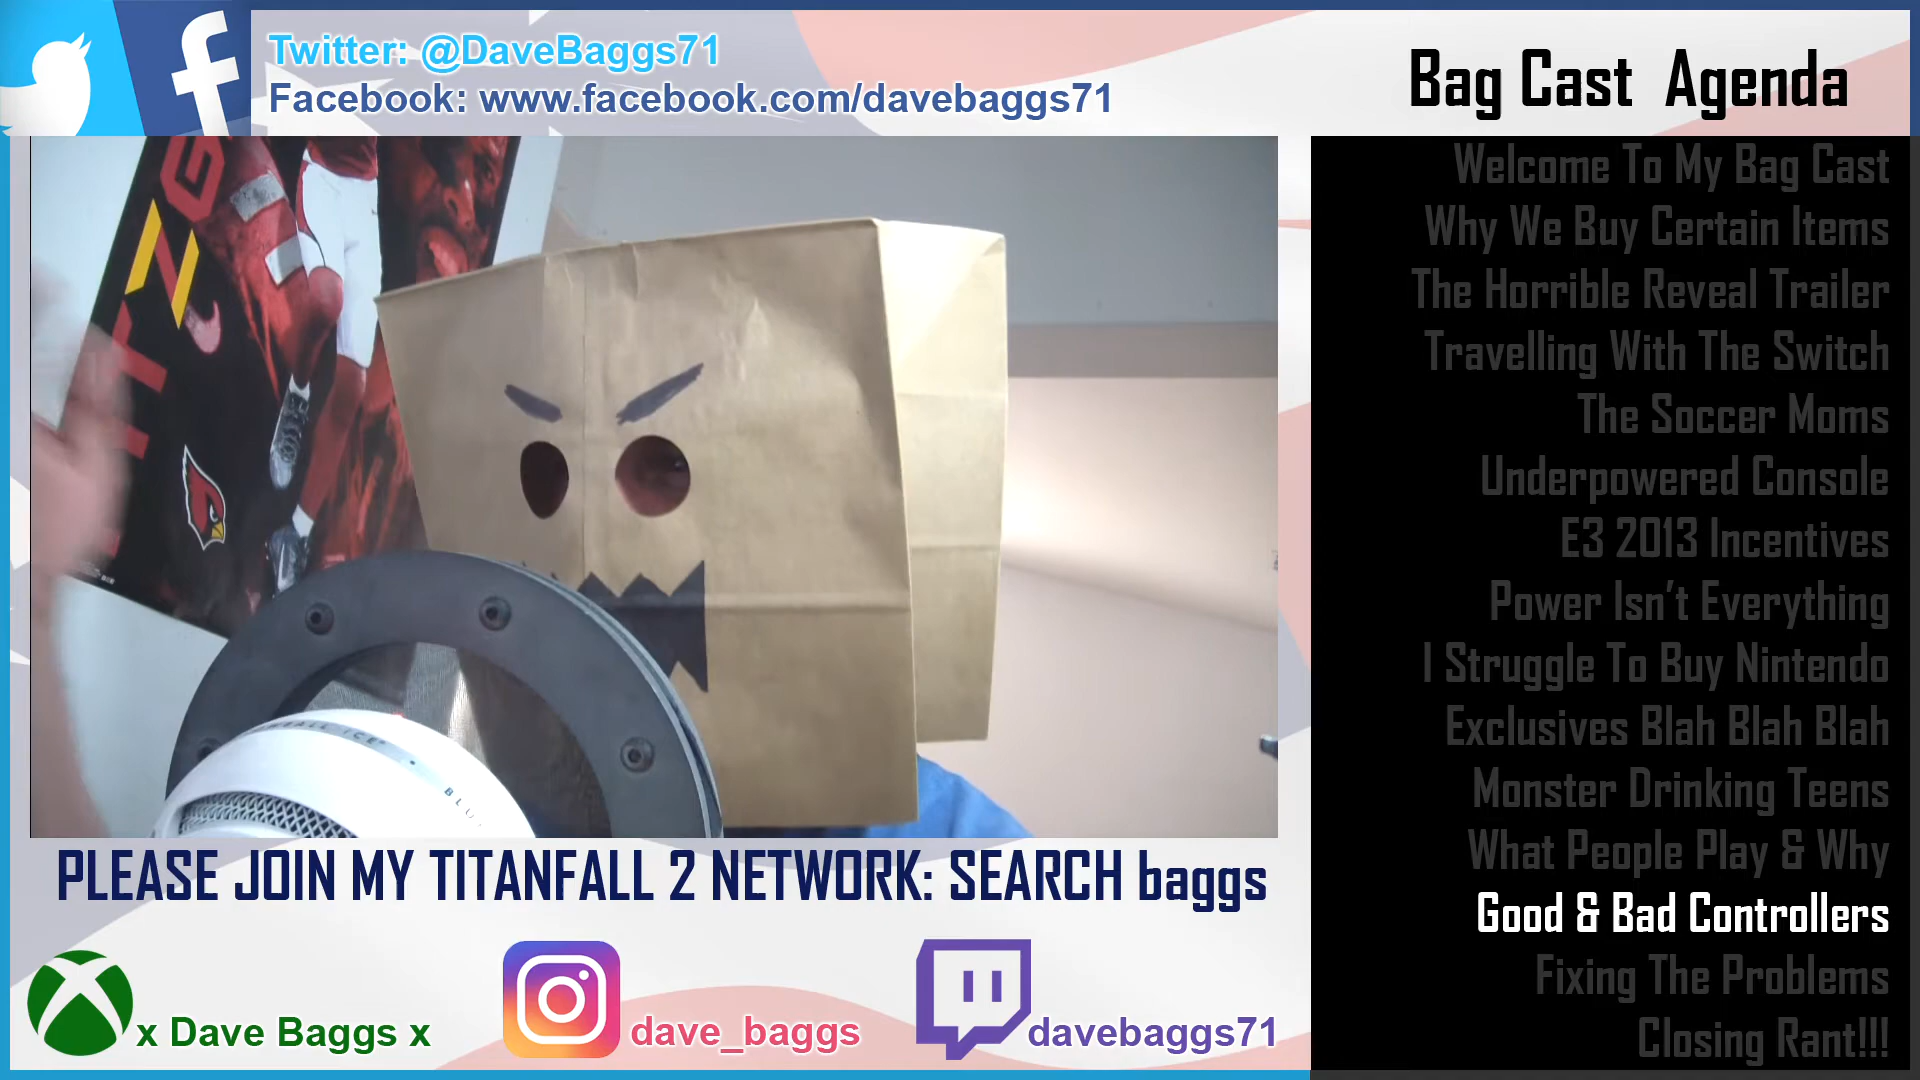 Twitter: @DaveBaggs71
Facebook: www.facebook.com/davebaggs71
Bag Cast Agenda
Welcome To My Bag Cast
Why We Buy Certain Items
The Horrible Reveal Trailer
Travelling With The Switch
The Soccer Moms
Underpowered Console
E3 2013 Incentives
Power Isn't Everything
I Struggle To Buy Nintendo
Exclusives Blah Blah Blah
Monster Drinking Teens
What People Play & Why
Good & Bad Controllers
Fixing The Problems
Closing Rant!!!
PLEASE JOIN MY TITANFALL 2 NETWORK: SEARCH baggs
x Dave Baggs x
dave_baggs
davebaggs71